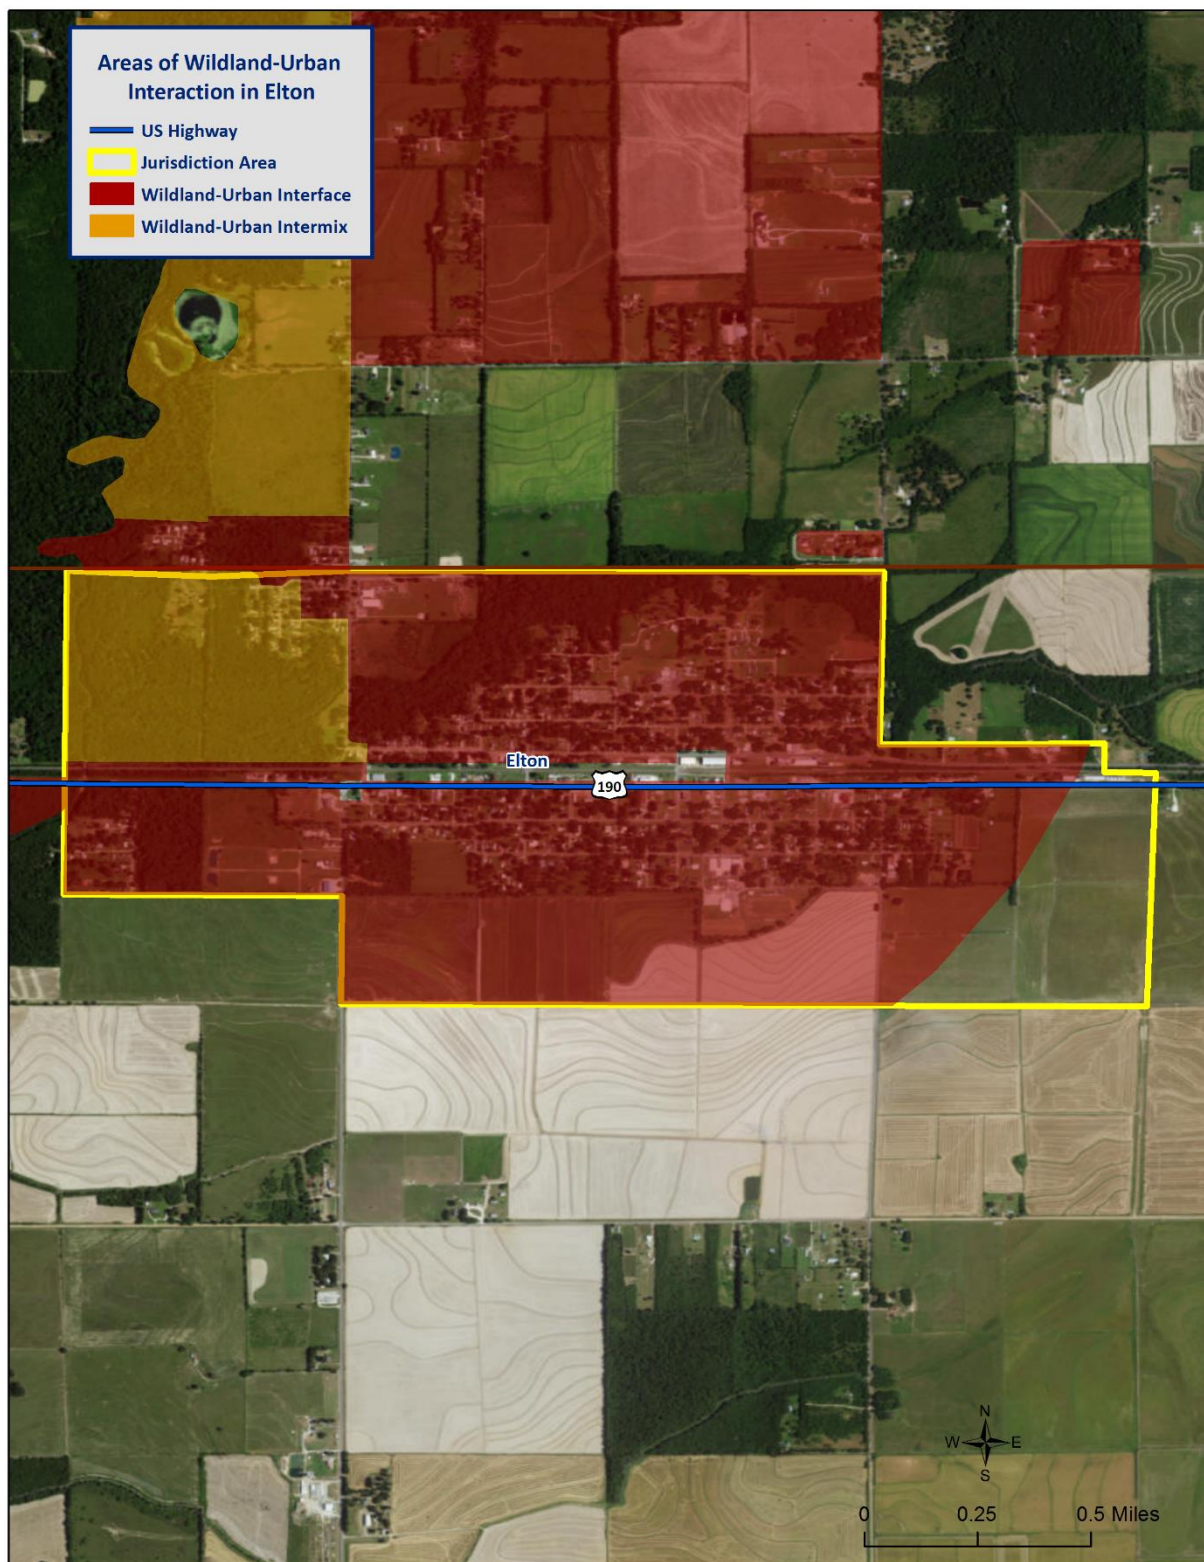 Areas of Wildland-Urban
Interaction in Elton
US Highway
Jurisdiction Area
Wildland-Urban Interface
Wildland-Urban Intermix
Elton
190
N
W E
S
0 0.25 0.5 Miles